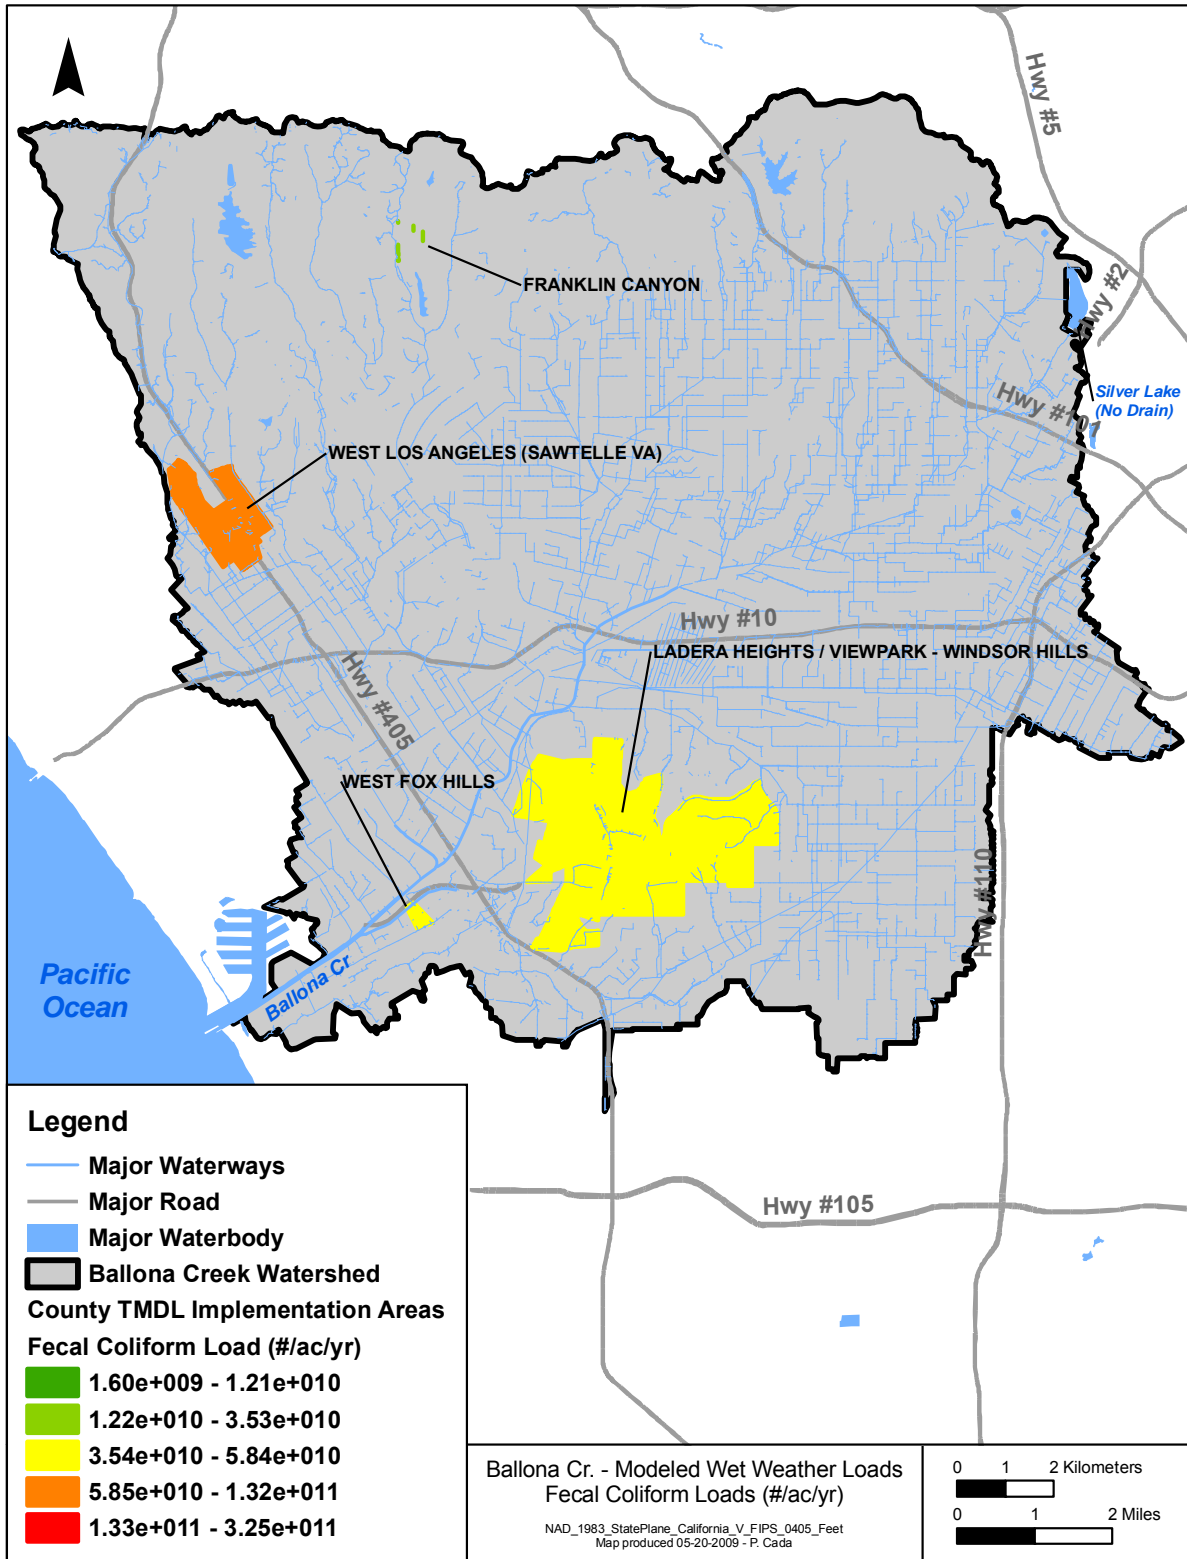 Hwy #5
FRANKLIN CANYON
Hwy #2
Silver Lake
(No Drain)
Hwy #101
WEST LOS ANGELES (SAWTELLE VA)
Hwy #10
LADERA HEIGHTS / VIEWPARK - WINDSOR HILLS
Hwy #405
WEST FOX HILLS
Hwy #110
Pacific
Ocean
Ballona Cr
Hwy #105
Legend
Major Waterways
Major Road
Major Waterbody
Ballona Creek Watershed
County TMDL Implementation Areas
Fecal Coliform Load (#/ac/yr)
1.60e+009 - 1.21e+010
1.22e+010 - 3.53e+010
3.54e+010 - 5.84e+010
5.85e+010 - 1.32e+011
1.33e+011 - 3.25e+011
Ballona Cr. - Modeled Wet Weather Loads
Fecal Coliform Loads (#/ac/yr)
NAD_1983_StatePlane_California_V_FIPS_0405_Feet
Map produced 05-20-2009 - P. Cada
0 1 2 Kilometers
0 1 2 Miles